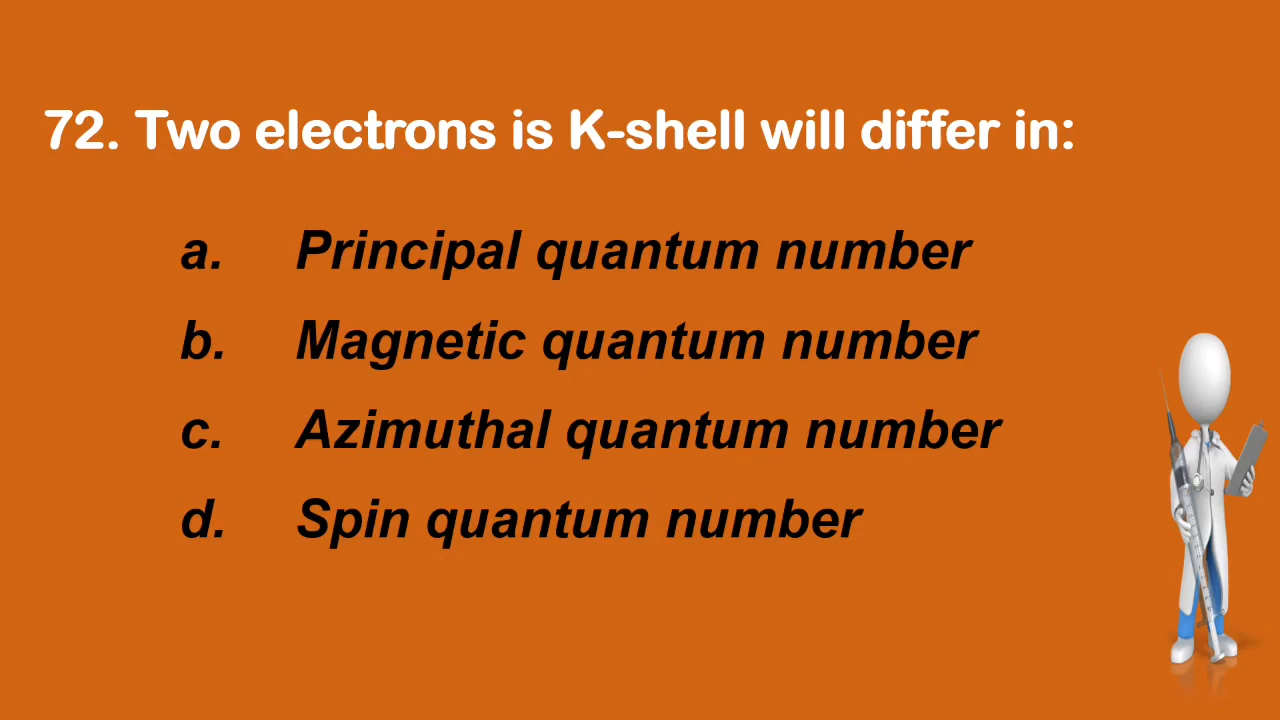 72. Two electrons is K-shell will differ in:
a. Principal quantum number
b. Magnetic quantum number
c. Azimuthal quantum number
d. Spin quantum number